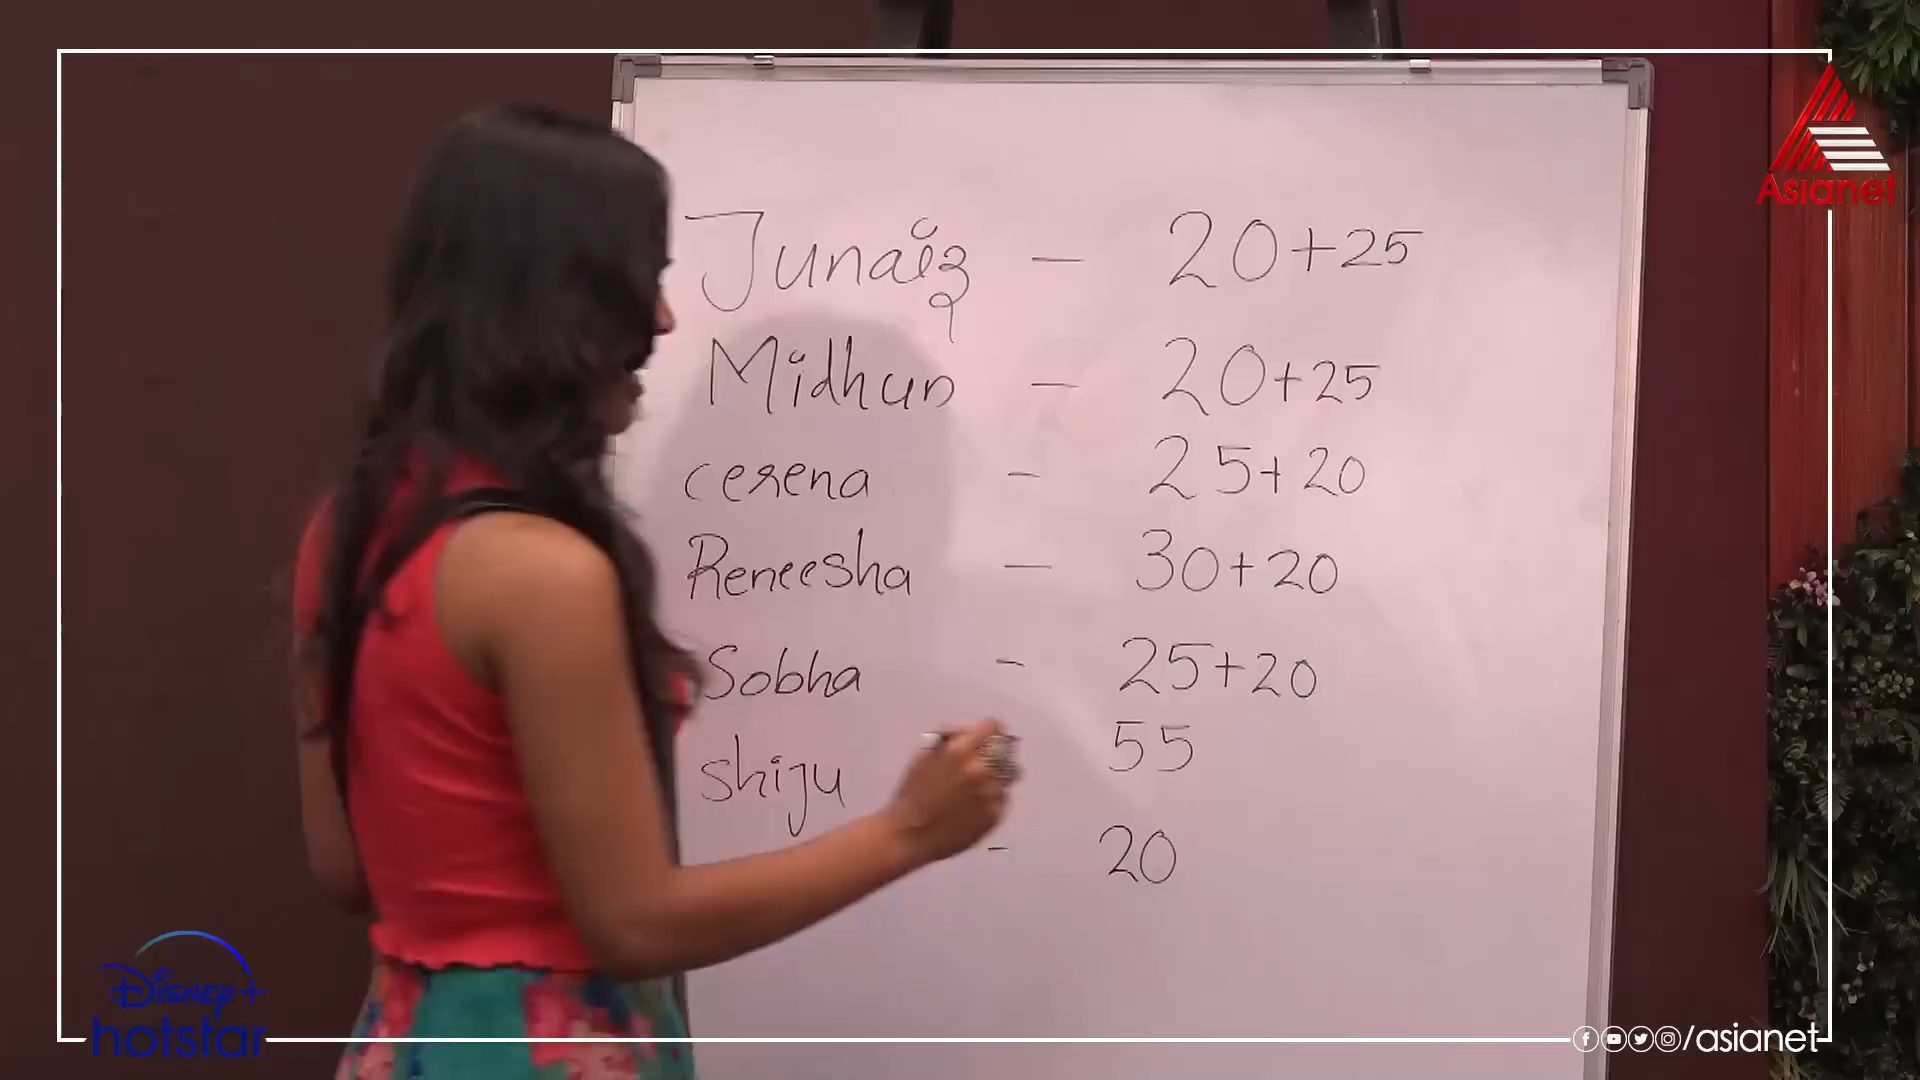 Asianet
Junaiz - 20+25
Midhun - 20+25
cerena - 25+20
Reneesha - 30+20
Sobha - 25+20
shiju 55
- 20
Disney+
hotstar
/asianet